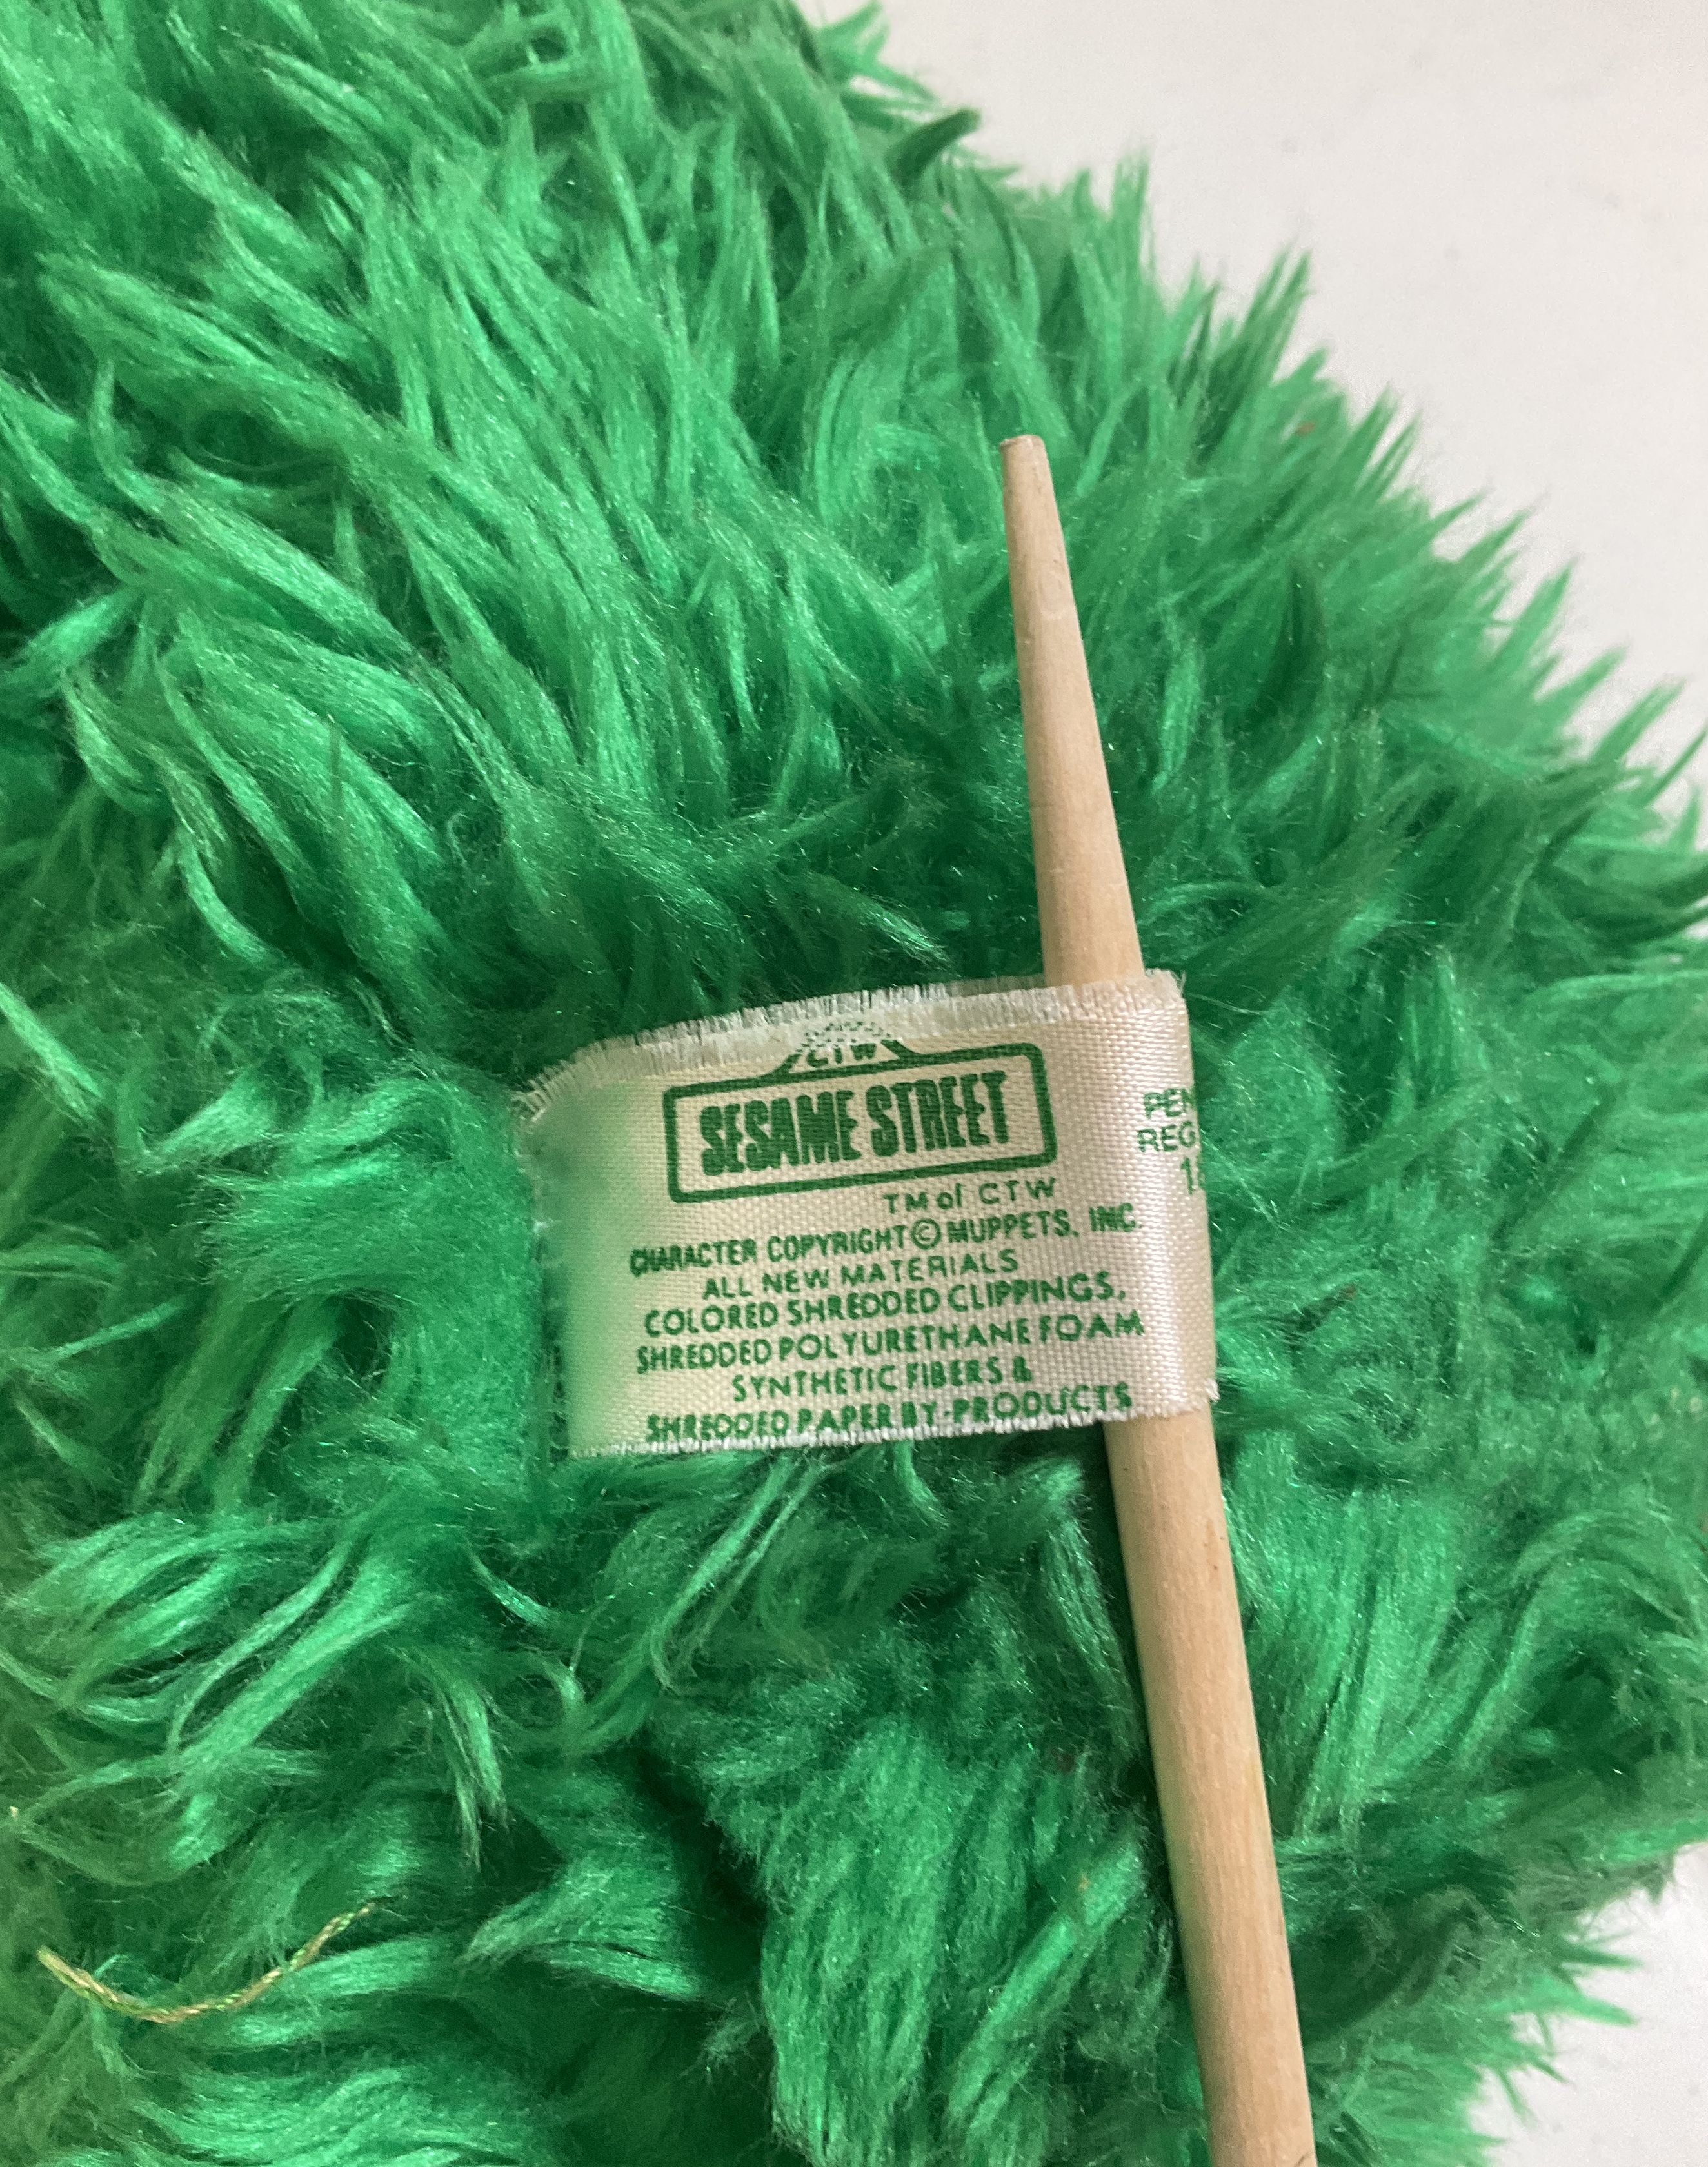 CTW
SESAME STREET
TM of CTW
CHARACTER COPYRIGHT © MUPPETS, INC.
ALL NEW MATERIALS
COLORED SHREDDED CLIPPINGS,
SHREDDED POLYURETHANE FOAM
SYNTHETIC FIBERS &
SHREDDED PAPER BY-PRODUCTS
REG.